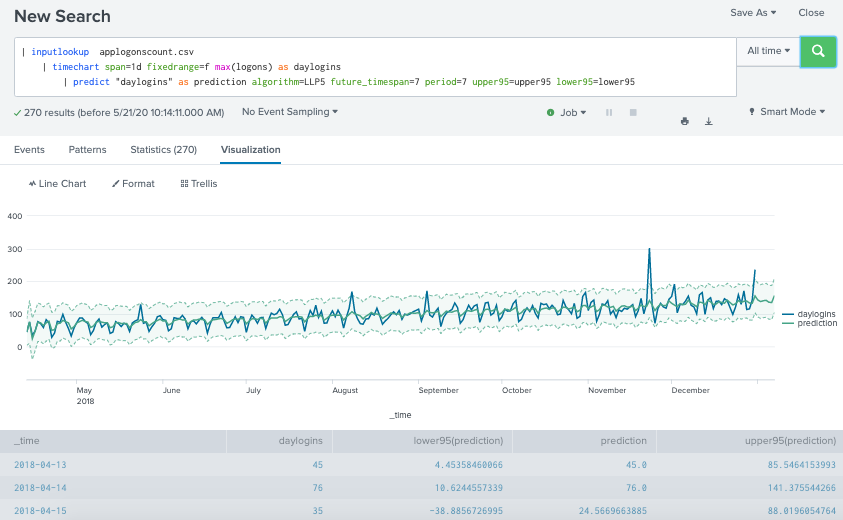 New Search
Save As ▾ Close
| inputlookup applogonscount.csv
| timechart span=1d fixedrange=f max(logons) as daylogins
| predict "daylogins" as prediction algorithm=LLP5 future_timespan=7 period=7 upper95=upper95 lower95=lower95
All time ▾
✓ 270 results (before 5/21/20 10:14:11.000 AM) No Event Sampling ▾ Job ▾ Smart Mode ▾
Events Patterns Statistics (270) Visualization
Line Chart Format Trellis
400
300
200
100
0
daylogins
prediction
May June July August September October November December
2018
_time
_time daylogins lower95(prediction) prediction upper95(prediction)
2018-04-13 45 4.45358460066 45.0 85.5464153993
2018-04-14 76 10.6244557339 76.0 141.375544266
2018-04-15 35 -38.8856726995 24.5669663885 88.0196054764